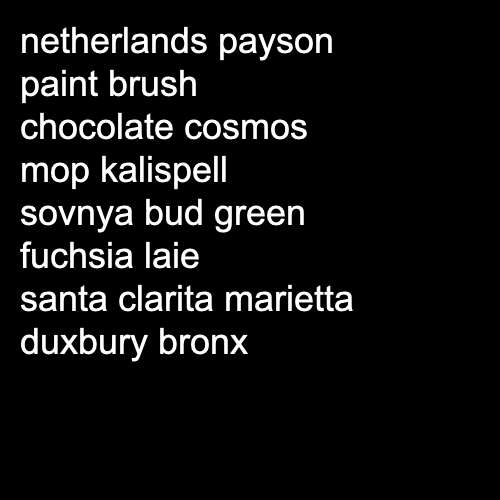 netherlands payson
paint brush
chocolate cosmos
mop kalispell
sovnya bud green
fuchsia laie
santa clarita marietta
duxbury bronx